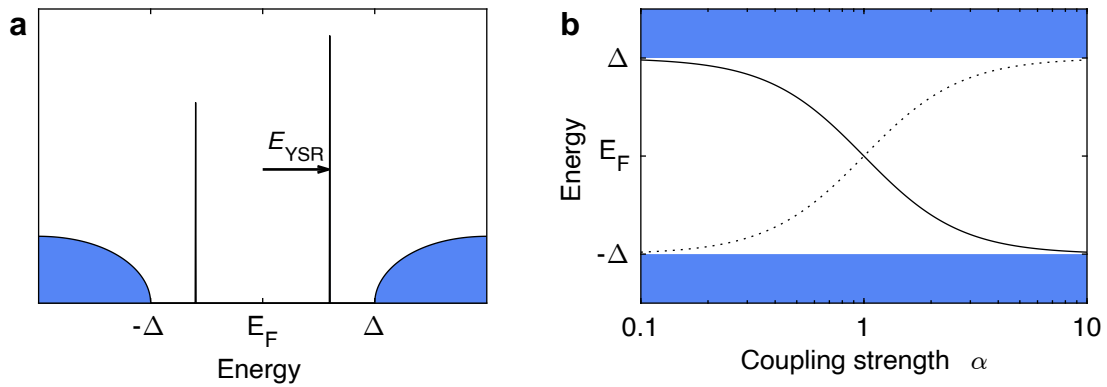 a
E_YSR
-Δ E_F Δ
Energy
b
Energy
Δ
E_F
-Δ
0.1 1 10
Coupling strength α